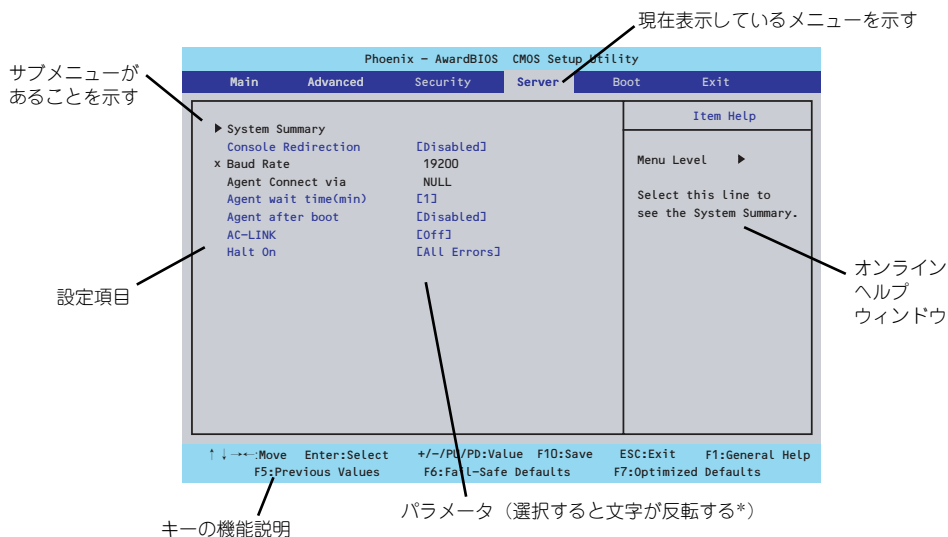 現在表示しているメニューを示す
サブメニューが
あることを示す
Phoenix - AwardBIOS CMOS Setup Utility
Main Advanced Security Server Boot Exit
▶ System Summary
Console Redirection [Disabled]
x Baud Rate 19200
Agent Connect via NULL
Agent wait time(min) [1]
Agent after boot [Disabled]
AC-LINK [Off]
Halt On [All Errors]
Item Help
Menu Level ▶
Select this line to
see the System Summary.
設定項目
オンライン
ヘルプ
ウィンドウ
↑↓→←:Move Enter:Select +/-/PU/PD:Value F10:Save ESC:Exit F1:General Help
F5:Previous Values F6:Fail-Safe Defaults F7:Optimized Defaults
パラメータ（選択すると文字が反転する*）
キーの機能説明